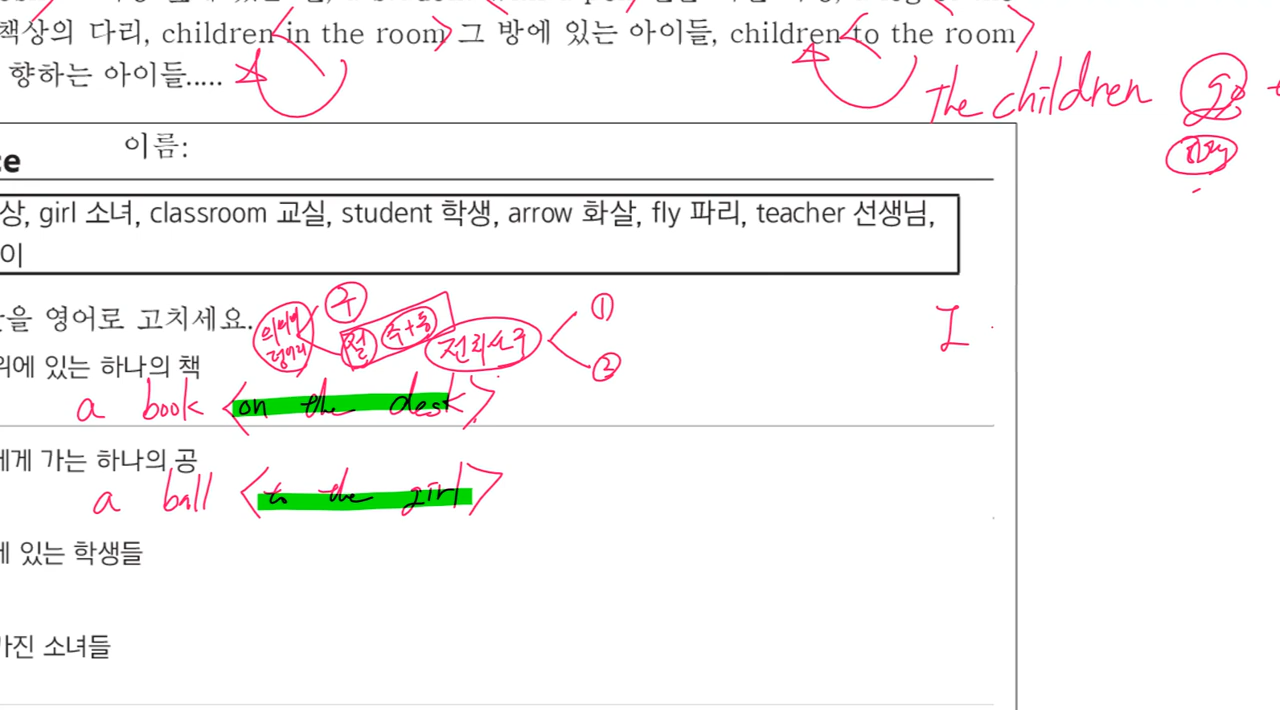 책상의 다리, children in the room 그 방에 있는 아이들, children to the room
향하는 아이들.....
The children go
이름:
상, girl 소녀, classroom 교실, student 학생, arrow 화살, fly 파리, teacher 선생님,
이
을 영어로 고치세요.
의미 덩어리 구
절 주+동 전치사구 ① ②
I
위에 있는 하나의 책
a book <on the desk>
에게 가는 하나의 공
a ball <to the girl>
에 있는 학생들
가진 소녀들